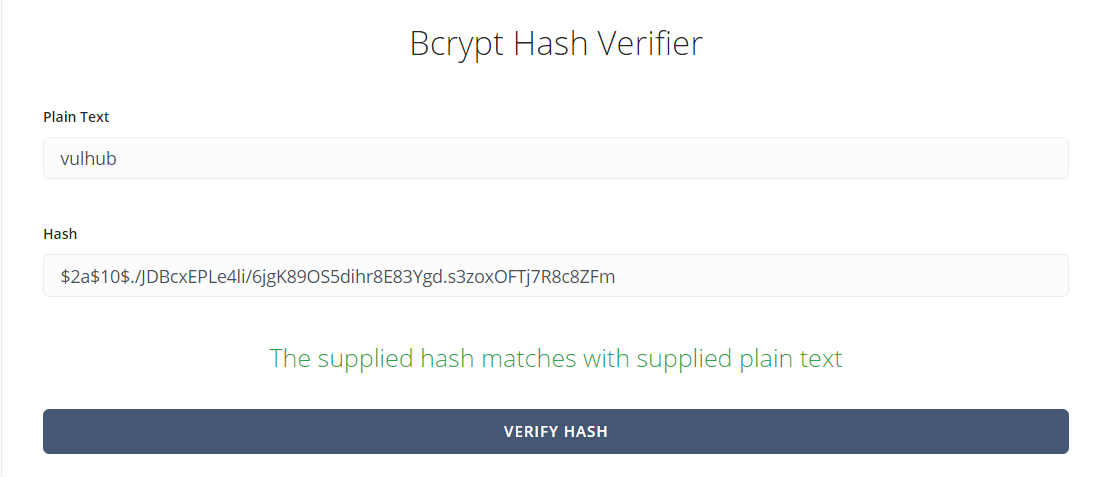 Bcrypt Hash Verifier
Plain Text
vulhub
Hash
$2a$10$./JDBcxEPLe4li/6jgK89OS5dihr8E83Ygd.s3zoxOFTj7R8c8ZFm
The supplied hash matches with supplied plain text
VERIFY HASH